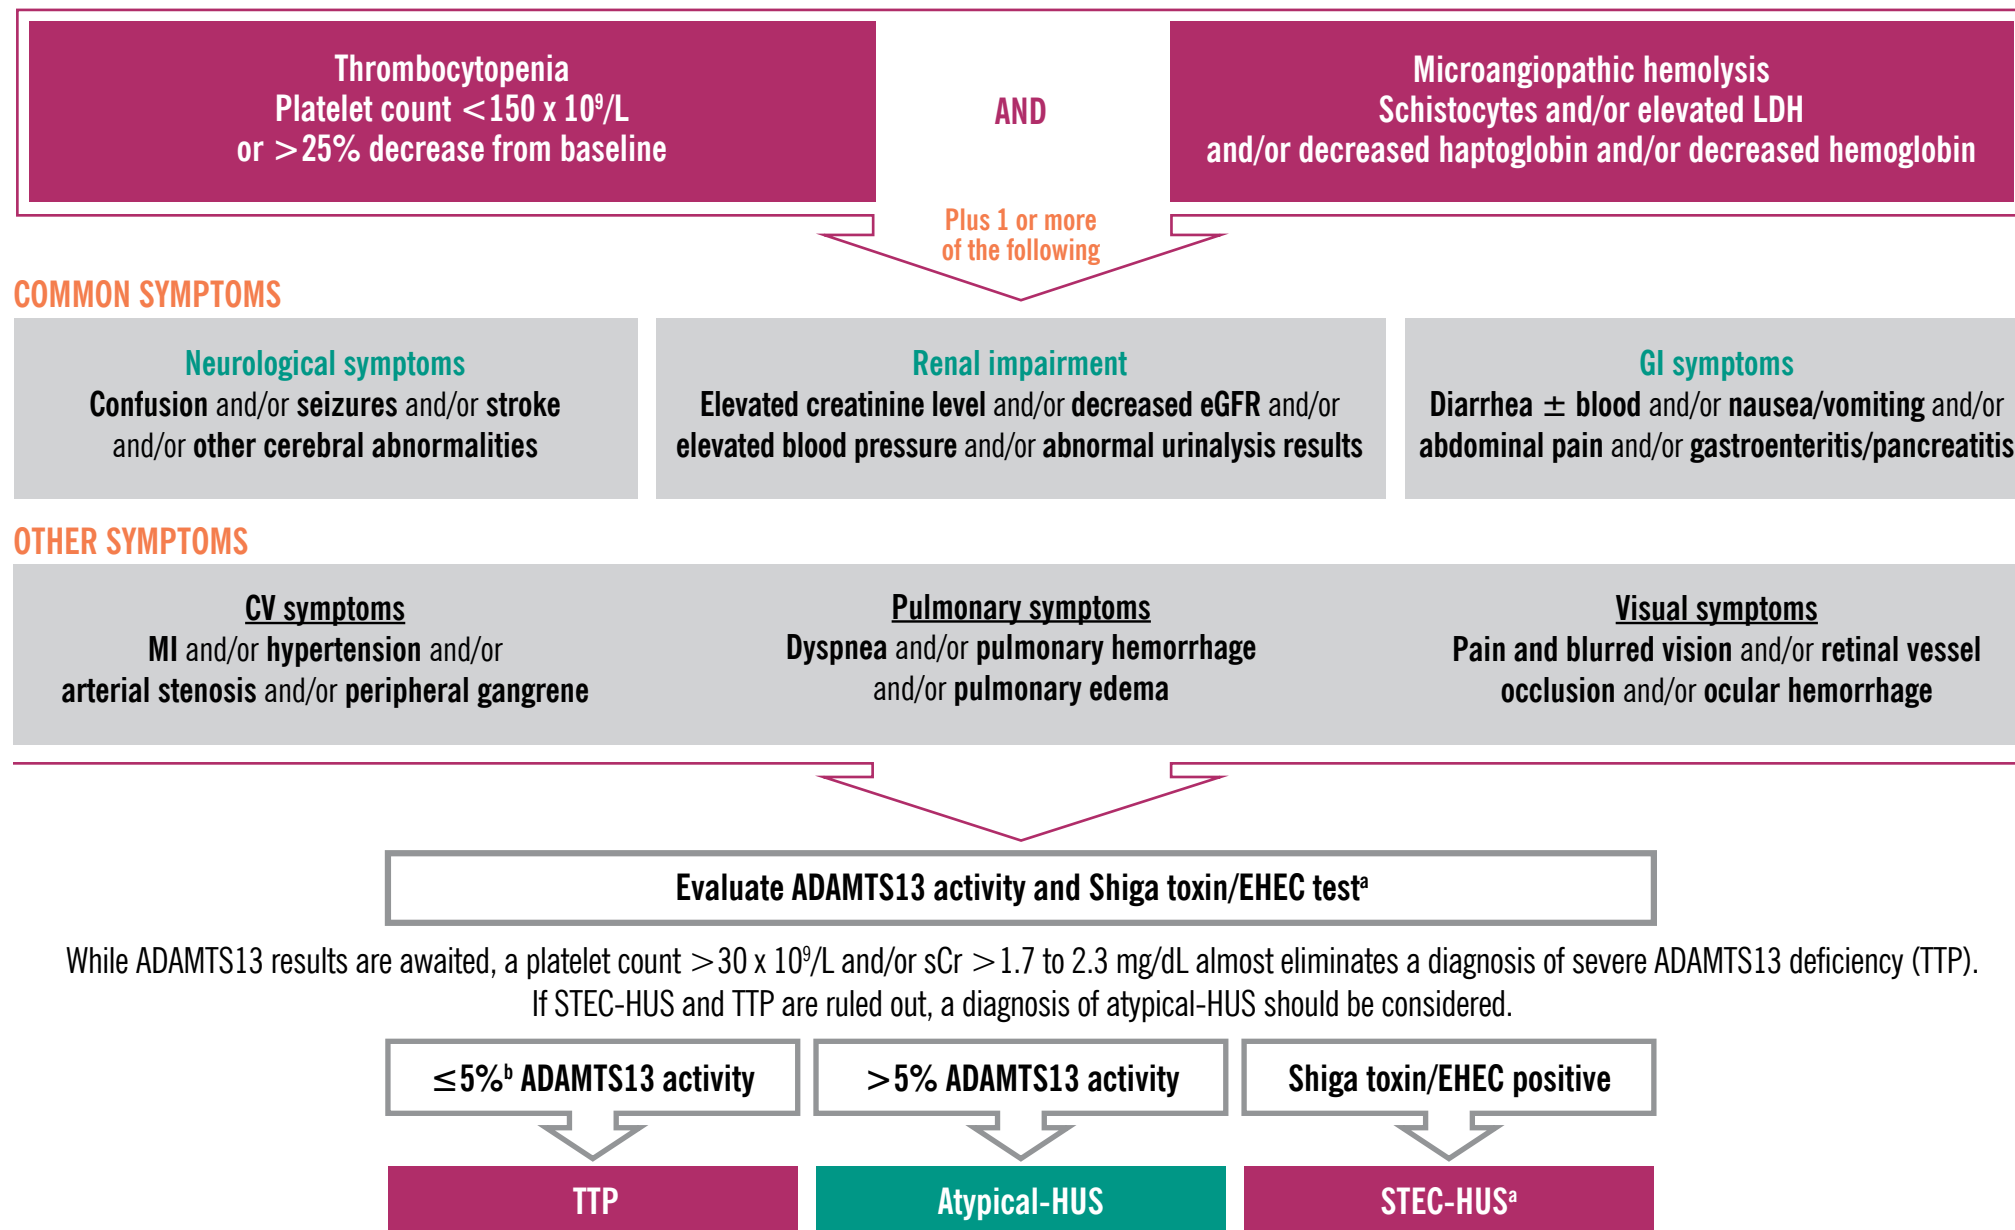 Thrombocytopenia
Platelet count <150 x 10⁹/L
or >25% decrease from baseline
AND
Microangiopathic hemolysis
Schistocytes and/or elevated LDH
and/or decreased haptoglobin and/or decreased hemoglobin
Plus 1 or more
of the following
COMMON SYMPTOMS
Neurological symptoms
Confusion and/or seizures and/or stroke
and/or other cerebral abnormalities
Renal impairment
Elevated creatinine level and/or decreased eGFR and/or
elevated blood pressure and/or abnormal urinalysis results
GI symptoms
Diarrhea ± blood and/or nausea/vomiting and/or
abdominal pain and/or gastroenteritis/pancreatitis
OTHER SYMPTOMS
CV symptoms
MI and/or hypertension and/or
arterial stenosis and/or peripheral gangrene
Pulmonary symptoms
Dyspnea and/or pulmonary hemorrhage
and/or pulmonary edema
Visual symptoms
Pain and blurred vision and/or retinal vessel
occlusion and/or ocular hemorrhage
Evaluate ADAMTS13 activity and Shiga toxin/EHEC testᵃ
While ADAMTS13 results are awaited, a platelet count >30 x 10⁹/L and/or sCr >1.7 to 2.3 mg/dL almost eliminates a diagnosis of severe ADAMTS13 deficiency (TTP).
If STEC-HUS and TTP are ruled out, a diagnosis of atypical-HUS should be considered.
≤5%ᵇ ADAMTS13 activity
>5% ADAMTS13 activity
Shiga toxin/EHEC positive
TTP
Atypical-HUS
STEC-HUSᵃ